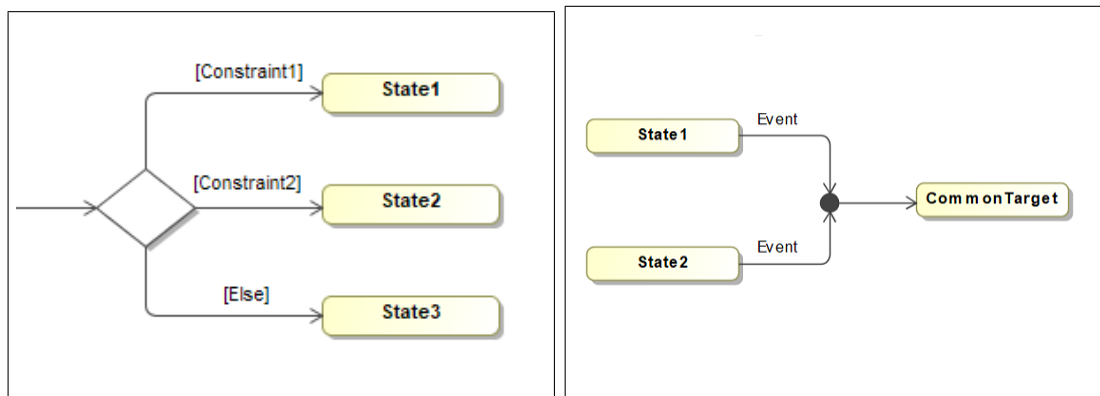 [Constraint1]
State1
[Constraint2]
State2
[Else]
State3
Event
State1
CommonTarget
Event
State2